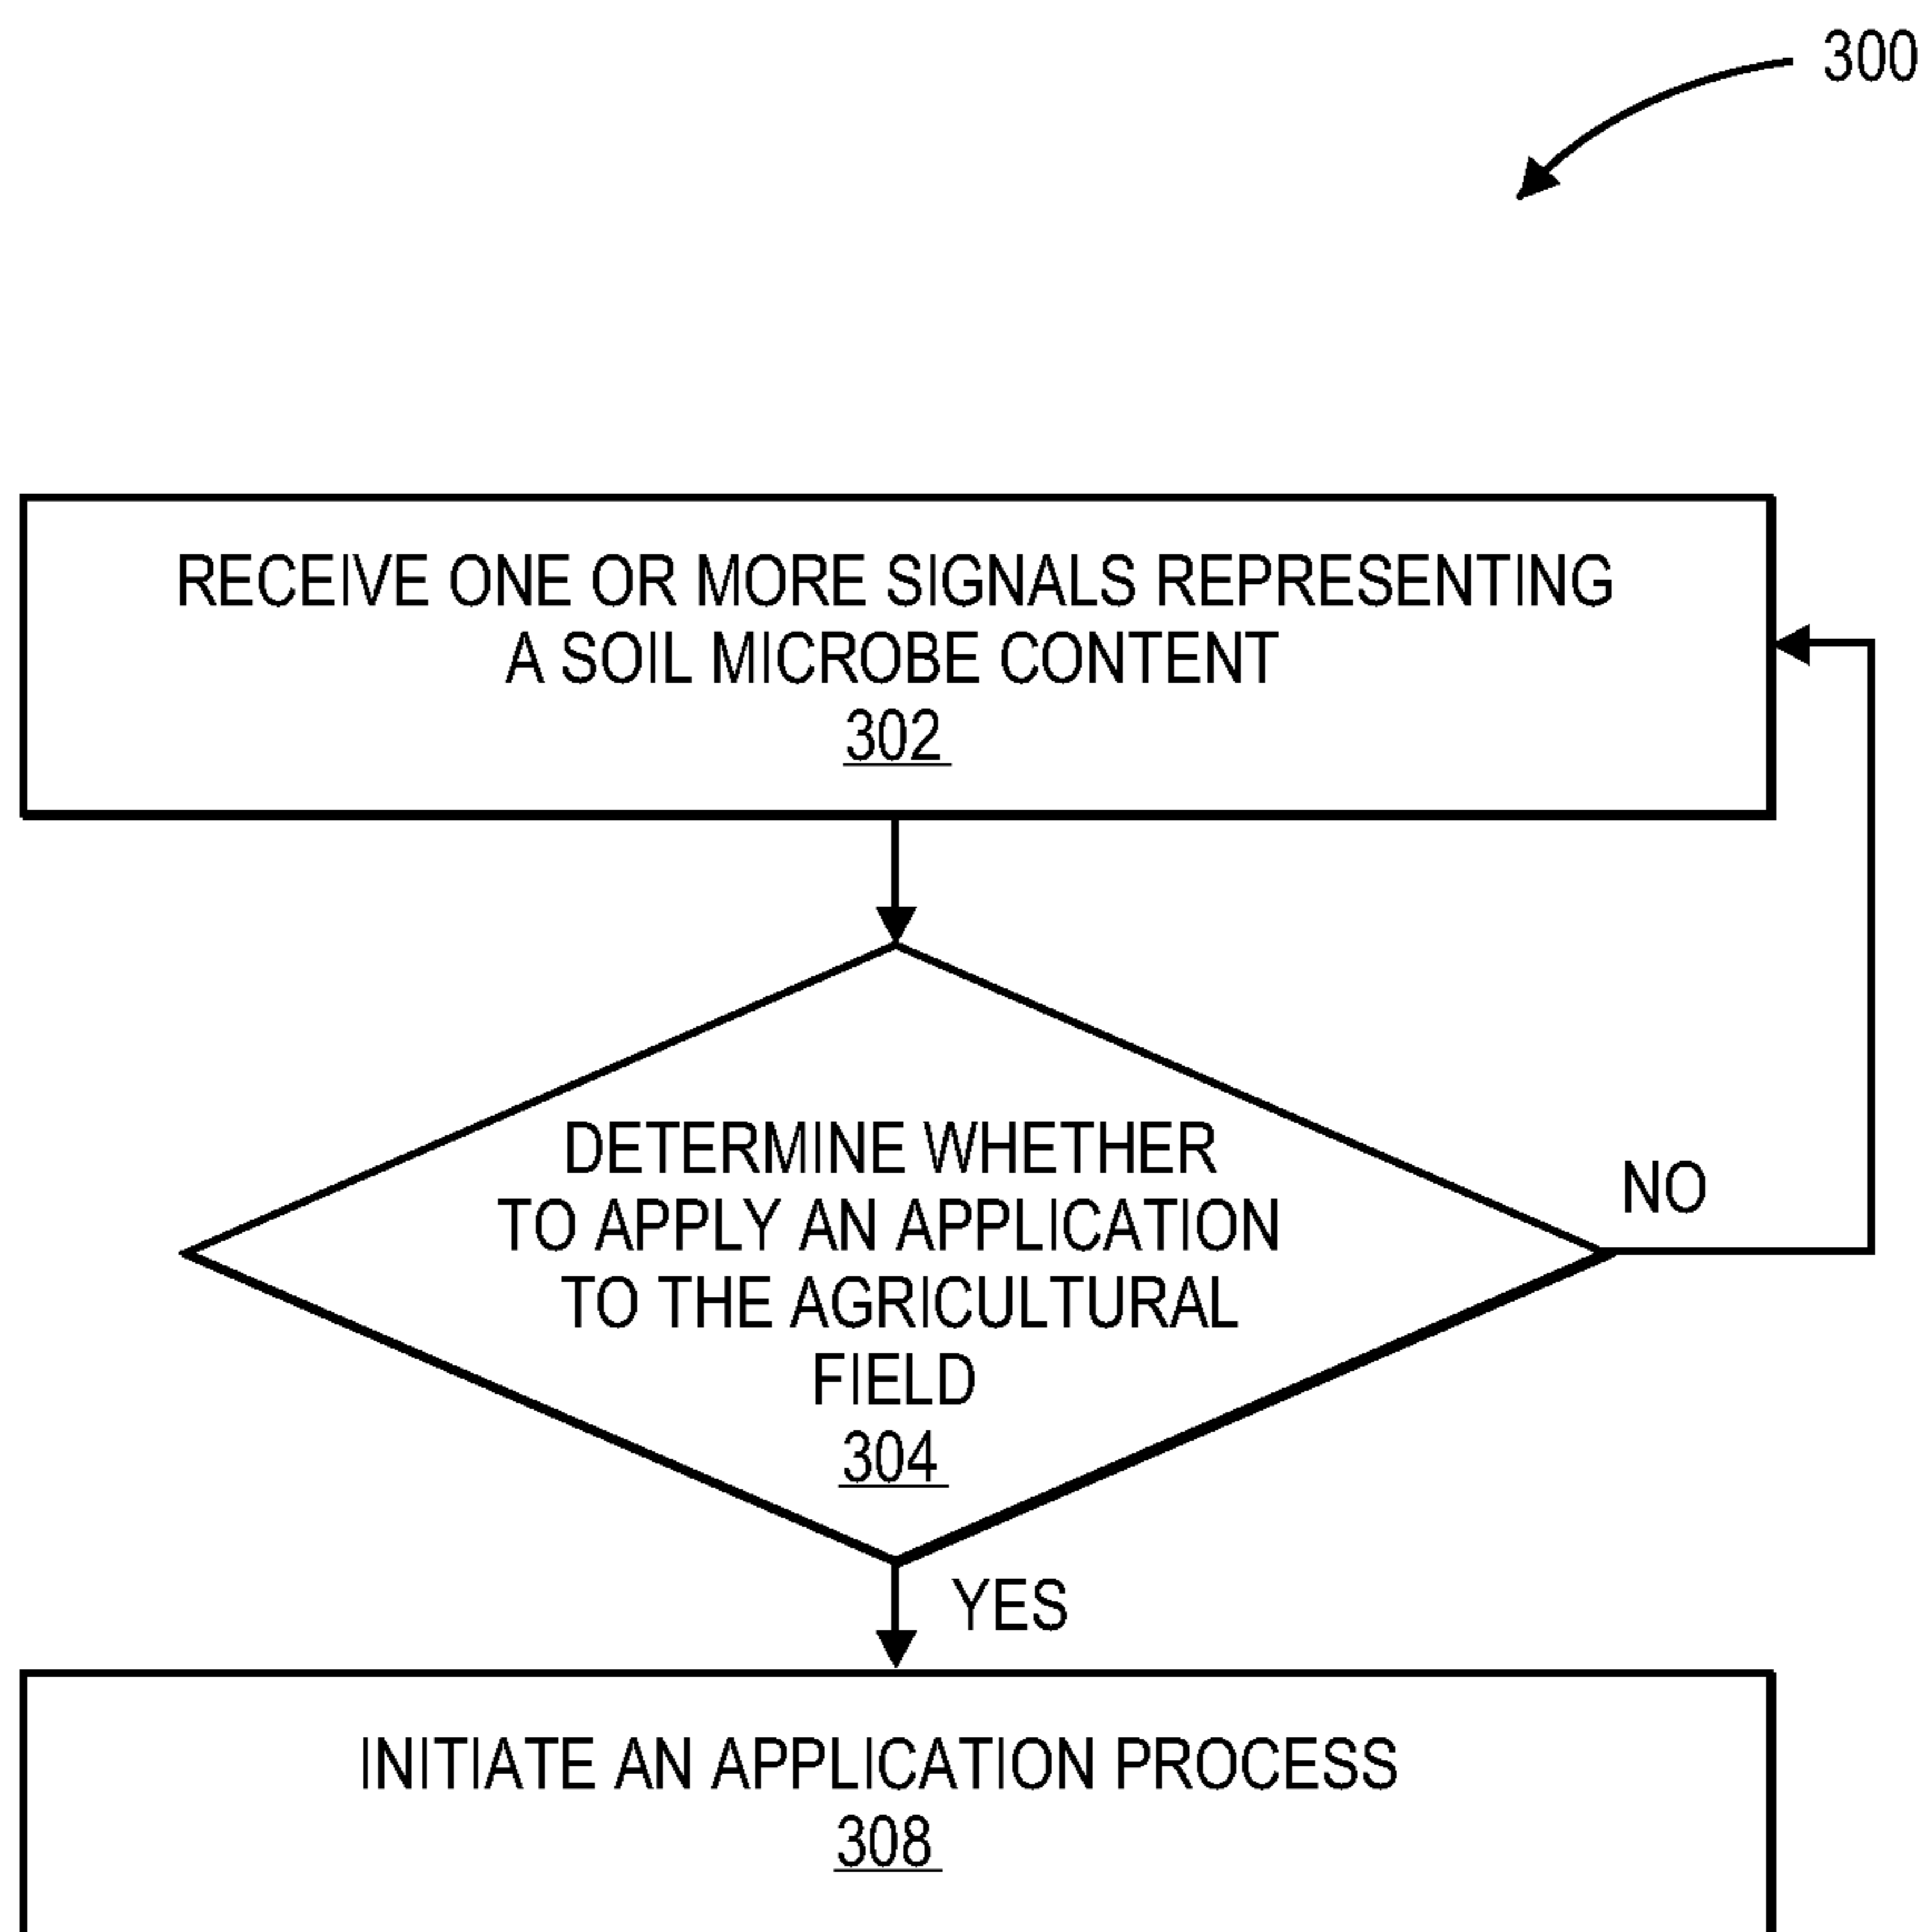 300
RECEIVE ONE OR MORE SIGNALS REPRESENTING
A SOIL MICROBE CONTENT
302
DETERMINE WHETHER
TO APPLY AN APPLICATION
TO THE AGRICULTURAL
FIELD
304
NO
YES
INITIATE AN APPLICATION PROCESS
308